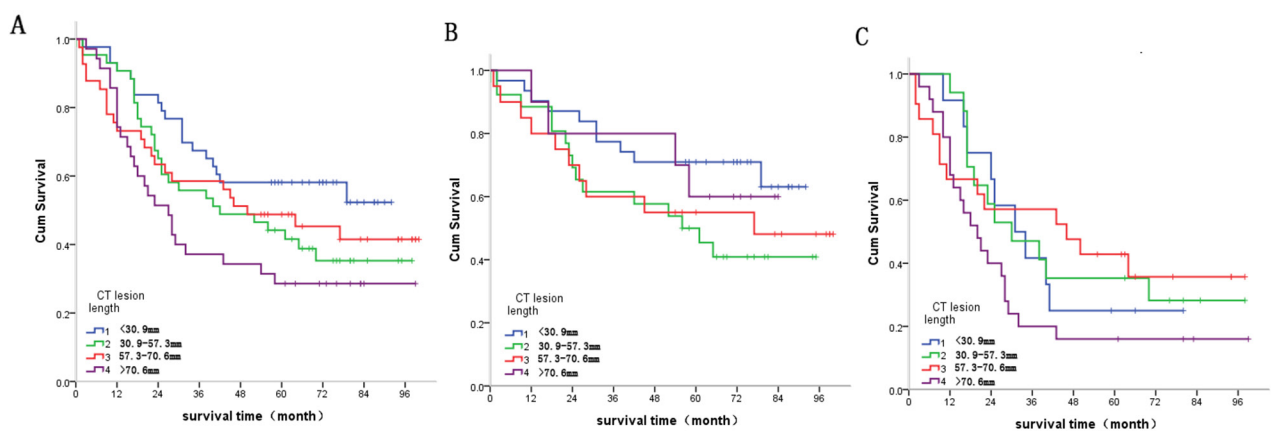 A
1.0
0.8
0.6
0.4
0.2
0.0
Cum Survival
CT lesion
length
1 <30.9mm
2 30.9-57.3mm
3 57.3-70.6mm
4 >70.6mm
0 12 24 36 48 60 72 84 96
survival time (month)
B
1.0
0.8
0.6
0.4
0.2
0.0
Cum Survival
CT lesion
length
1 <30.9mm
2 30.9-57.3mm
3 57.3-70.6mm
4 >70.6mm
0 12 24 36 48 60 72 84 96
survival time (month)
C
1.0
0.8
0.6
0.4
0.2
0.0
Cum Survival
CT lesion
length
1 <30.9mm
2 30.9-57.3mm
3 57.3-70.6mm
4 >70.6mm
0 12 24 36 48 60 72 84 96
survival time (month)